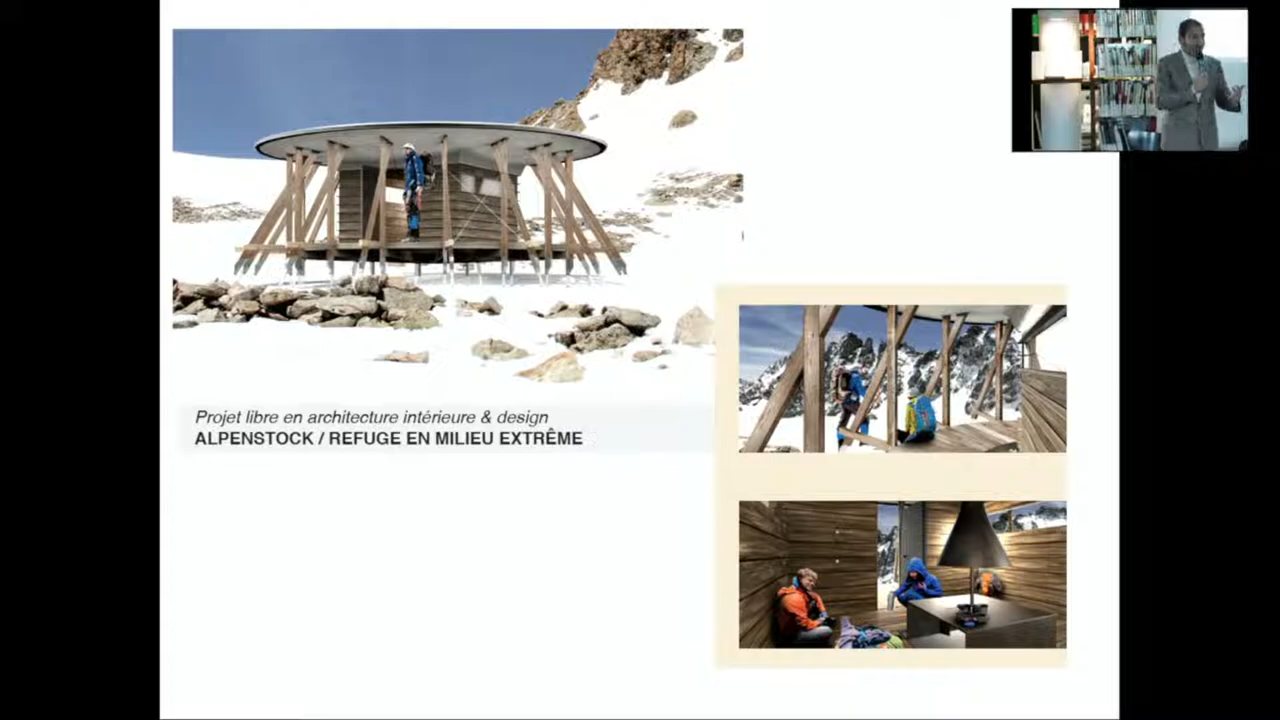 Projet libre en architecture intérieure & design
ALPENSTOCK / REFUGE EN MILIEU EXTRÊME